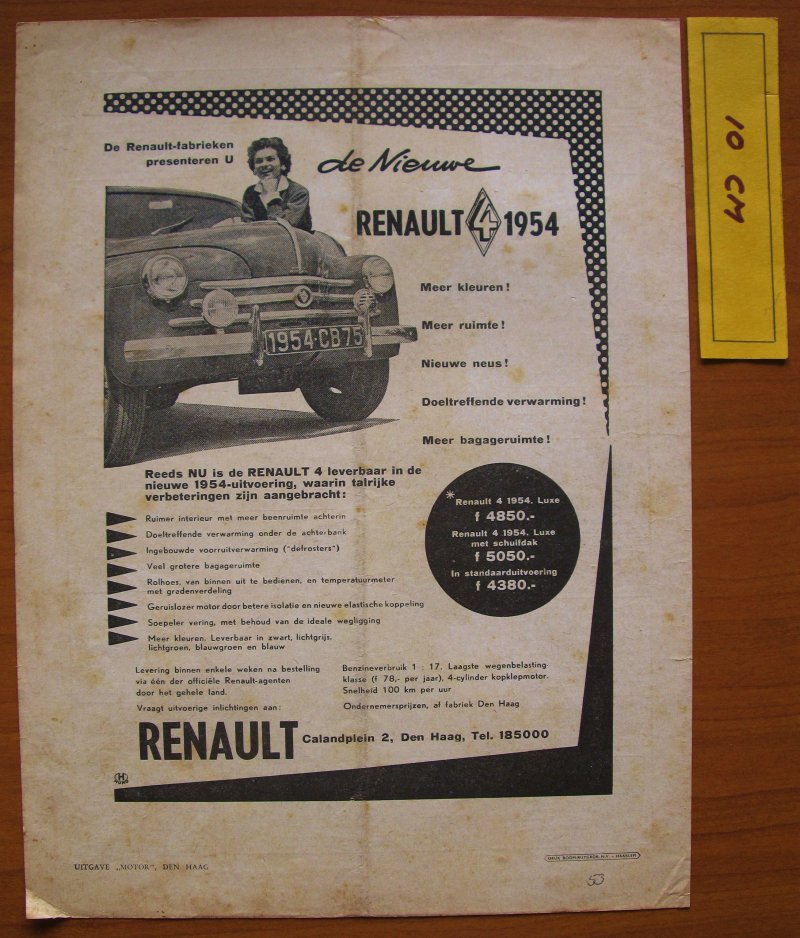 De Renault-fabrieken
presenteren U
de Nieuwe
RENAULT 4 1954
10 CM
1954-CB75
Meer kleuren!
Meer ruimte!
Nieuwe neus!
Doeltreffende verwarming!
Meer bagageruimte!
Reeds NU is de RENAULT 4 leverbaar in de
nieuwe 1954-uitvoering, waarin talrijke
verbeteringen zijn aangebracht:
Ruimer interieur met meer beenruimte achterin
Doeltreffende verwarming onder de achterbank
Ingebouwde voorruitverwarming ("defrosters")
Veel grotere bagageruimte
Rolhoes, van binnen uit te bedienen, en temperatuurmeter
met gradenverdeling
Geruislozer motor door betere isolatie en nieuwe elastische koppeling
Soepeler vering, met behoud van de ideale wegligging
Meer kleuren. Leverbaar in zwart, lichtgrijs,
lichtgroen, blauwgroen en blauw
* Renault 4 1954. Luxe
f 4850.-
Renault 4 1954. Luxe
met schuifdak
f 5050.-
In standaarduitvoering
f 4380.-
Levering binnen enkele weken na bestelling
via één der officiële Renault-agenten
door het gehele land.
Vraagt uitvoerige inlichtingen aan:
Benzineverbruik 1 : 17. Laagste wegenbelasting-
klasse (f 78,- per jaar), 4-cylinder kopklepmotor.
Snelheid 100 km per uur
Ondernemersprijzen, af fabriek Den Haag
RENAULT Calandplein 2, Den Haag, Tel. 185000
UITGAVE „MOTOR", DEN HAAG
53